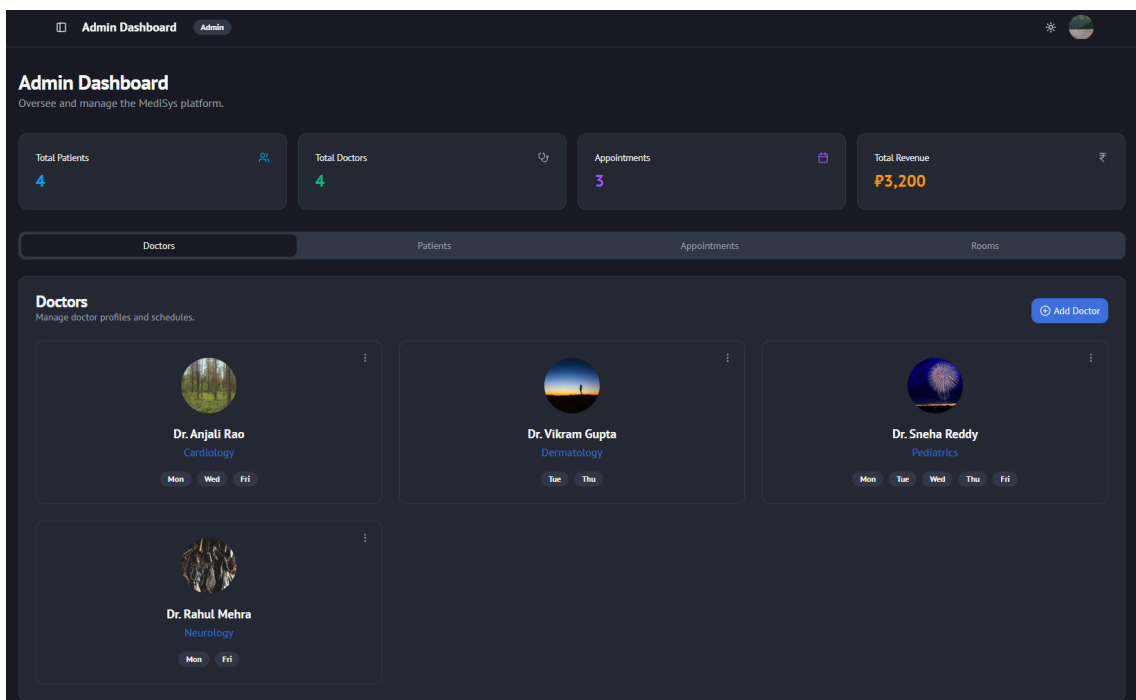 Admin Dashboard Admin
Admin Dashboard
Oversee and manage the MediSys platform.
Total Patients
4
Total Doctors
4
Appointments
3
Total Revenue ₹
₽3,200
Doctors Patients Appointments Rooms
Doctors
Manage doctor profiles and schedules.
Add Doctor
Dr. Anjali Rao
Cardiology
Mon Wed Fri
Dr. Vikram Gupta
Dermatology
Tue Thu
Dr. Sneha Reddy
Pediatrics
Mon Tue Wed Thu Fri
Dr. Rahul Mehra
Neurology
Mon Fri